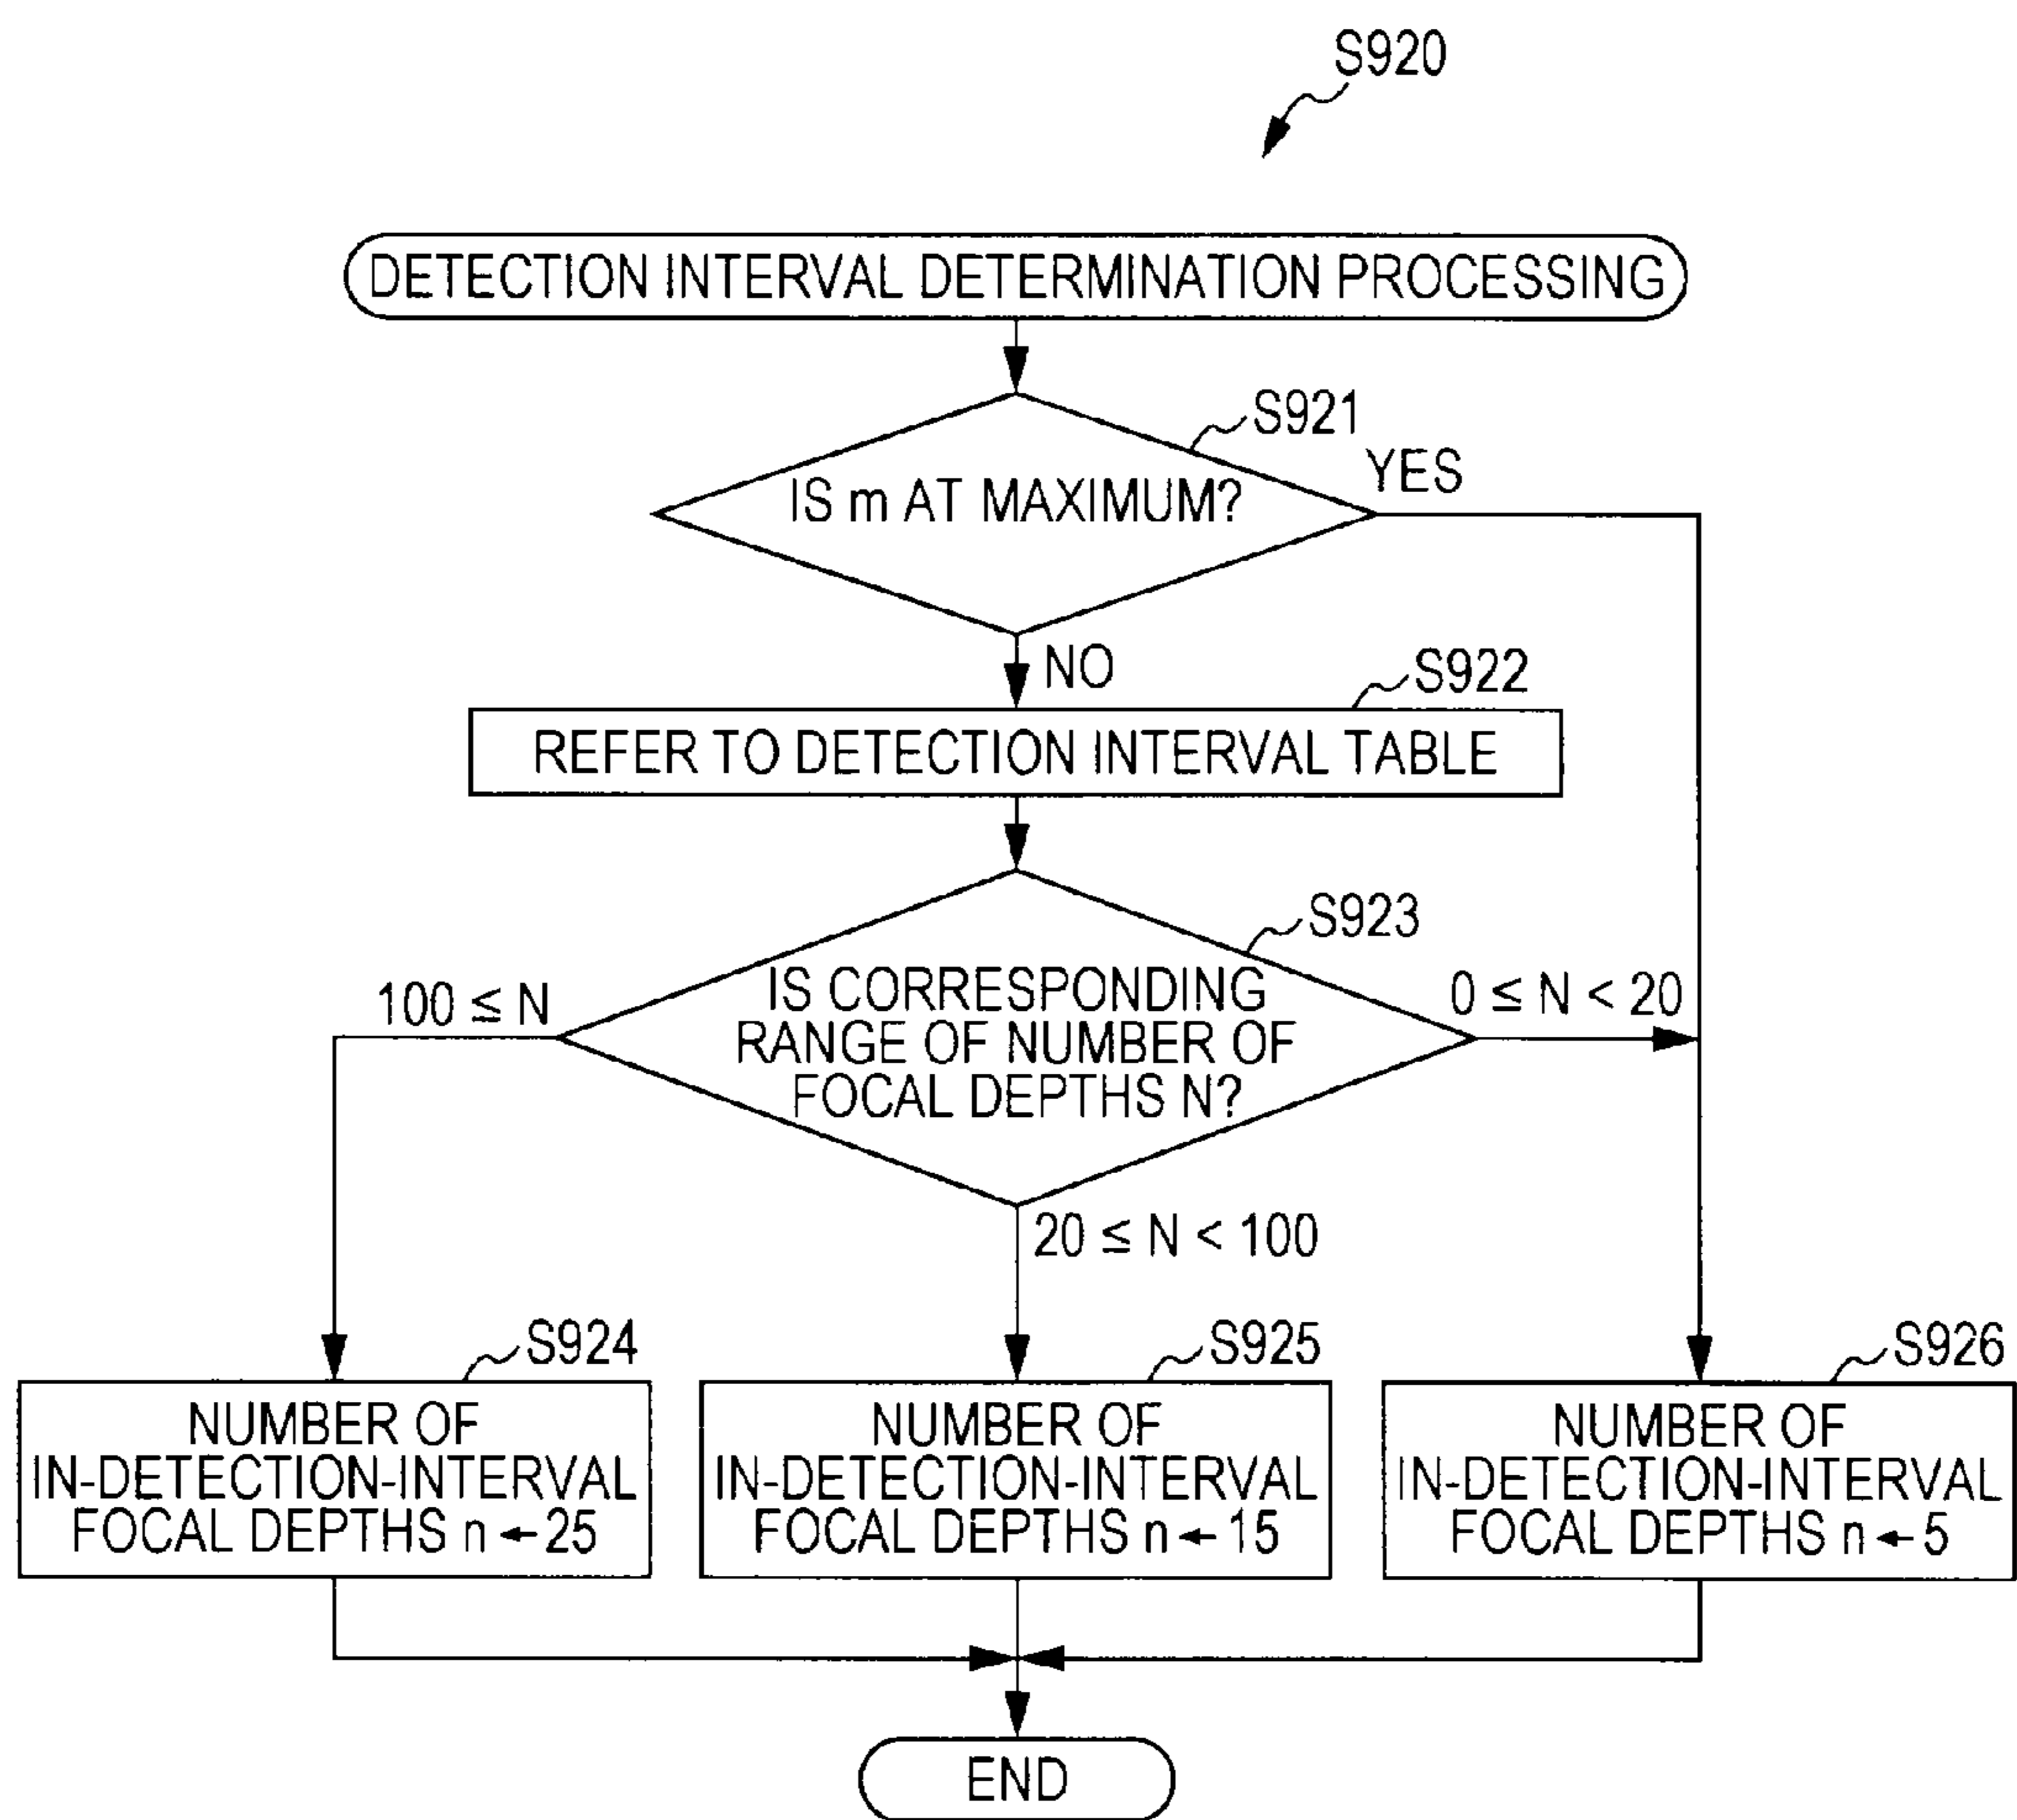 S920
DETECTION INTERVAL DETERMINATION PROCESSING
S921
IS m AT MAXIMUM?
YES
NO
S922
REFER TO DETECTION INTERVAL TABLE
S923
IS CORRESPONDING
RANGE OF NUMBER OF
FOCAL DEPTHS N?
100 ≤ N
0 ≤ N < 20
20 ≤ N < 100
S924
NUMBER OF
IN-DETECTION-INTERVAL
FOCAL DEPTHS n ← 25
S925
NUMBER OF
IN-DETECTION-INTERVAL
FOCAL DEPTHS n ← 15
S926
NUMBER OF
IN-DETECTION-INTERVAL
FOCAL DEPTHS n ← 5
END